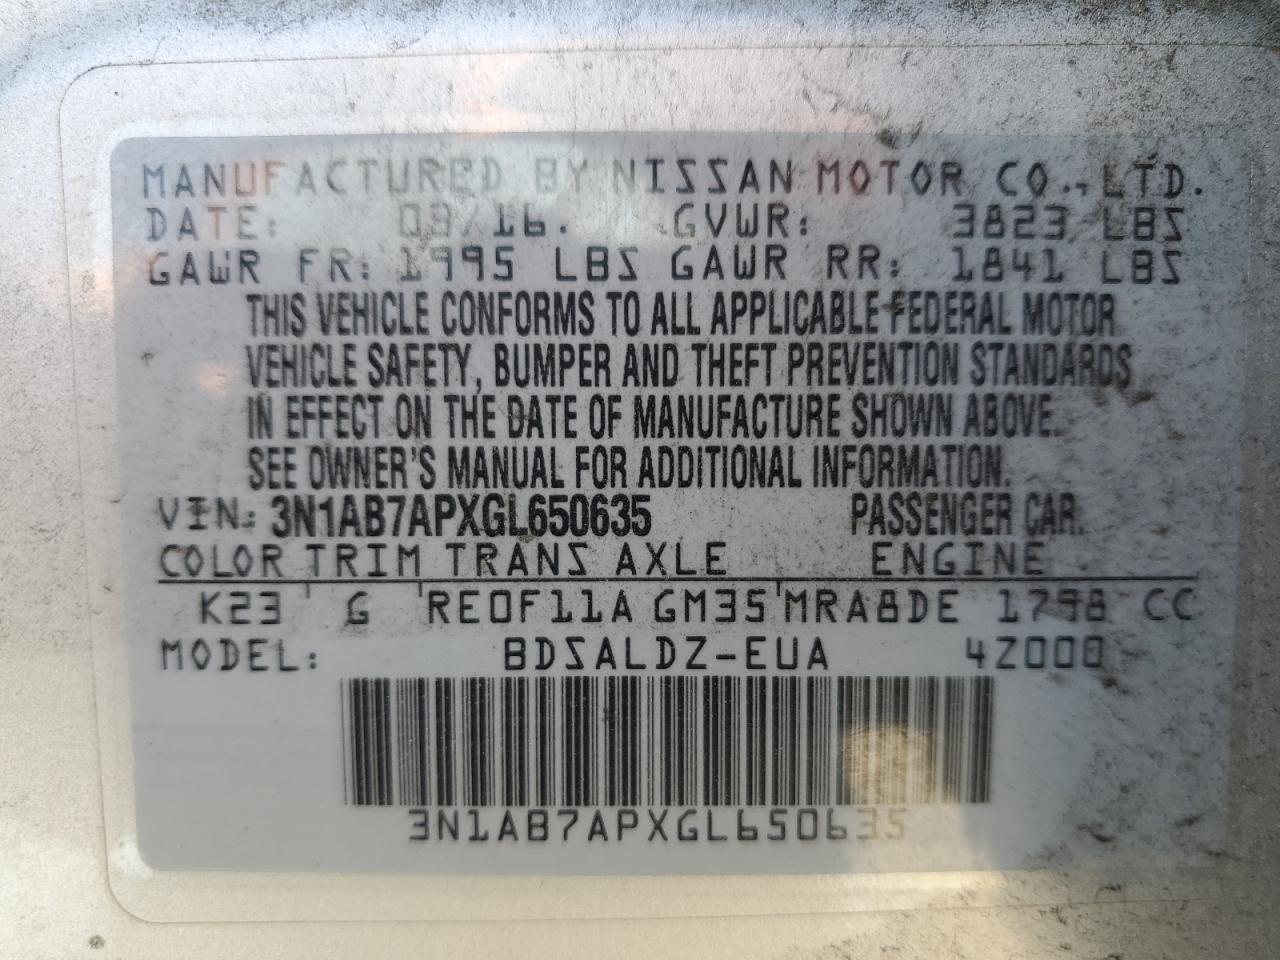 MANUFACTURED BY NISSAN MOTOR CO., LTD.
DATE: 03/16. GVWR: 3823 LBS
GAWR FR: 1995 LBS GAWR RR: 1841 LBS
THIS VEHICLE CONFORMS TO ALL APPLICABLE FEDERAL MOTOR
VEHICLE SAFETY, BUMPER AND THEFT PREVENTION STANDARDS
IN EFFECT ON THE DATE OF MANUFACTURE SHOWN ABOVE.
SEE OWNER'S MANUAL FOR ADDITIONAL INFORMATION.
VIN: 3N1AB7APXGL650635 PASSENGER CAR.
COLOR TRIM TRANS AXLE ENGINE
K23 G RE0F11A GM35 MRA8DE 1798 CC
MODEL: BDSALDZ-EUA 4Z000
3N1AB7APXGL650635